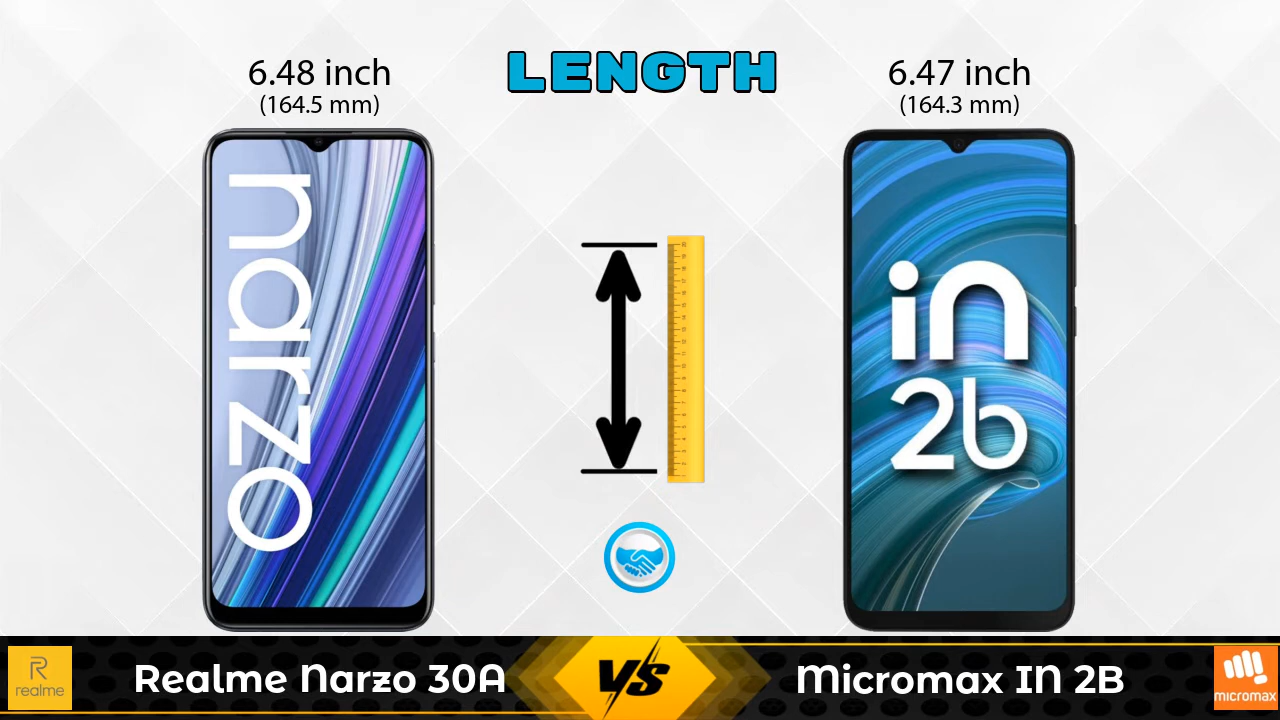 LENGTH
6.48 inch
(164.5 mm)
6.47 inch
(164.3 mm)
narzo
in
2b
R
realme
Realme Narzo 30A
VS
Micromax IN 2B
micromax